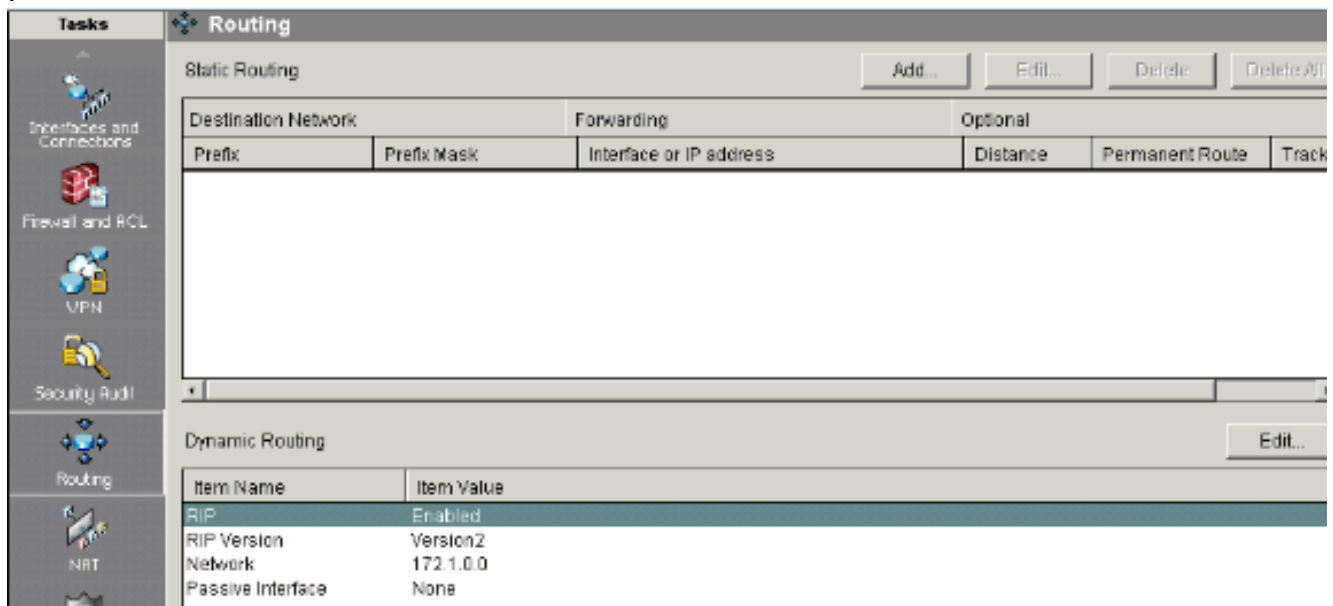 Tasks
Routing
Static Routing
Add...
Edit...
Delete
Delete All
Interfaces and
Connections
Destination Network Forwarding Optional
Prefix Prefix Mask Interface or IP address Distance Permanent Route Track
Firewall and ACL
VPN
Security Audit
Dynamic Routing
Edit...
Routing
Item Name Item Value
RIP Enabled
RIP Version Version2
NAT
Network 172.1.0.0
Passive Interface None